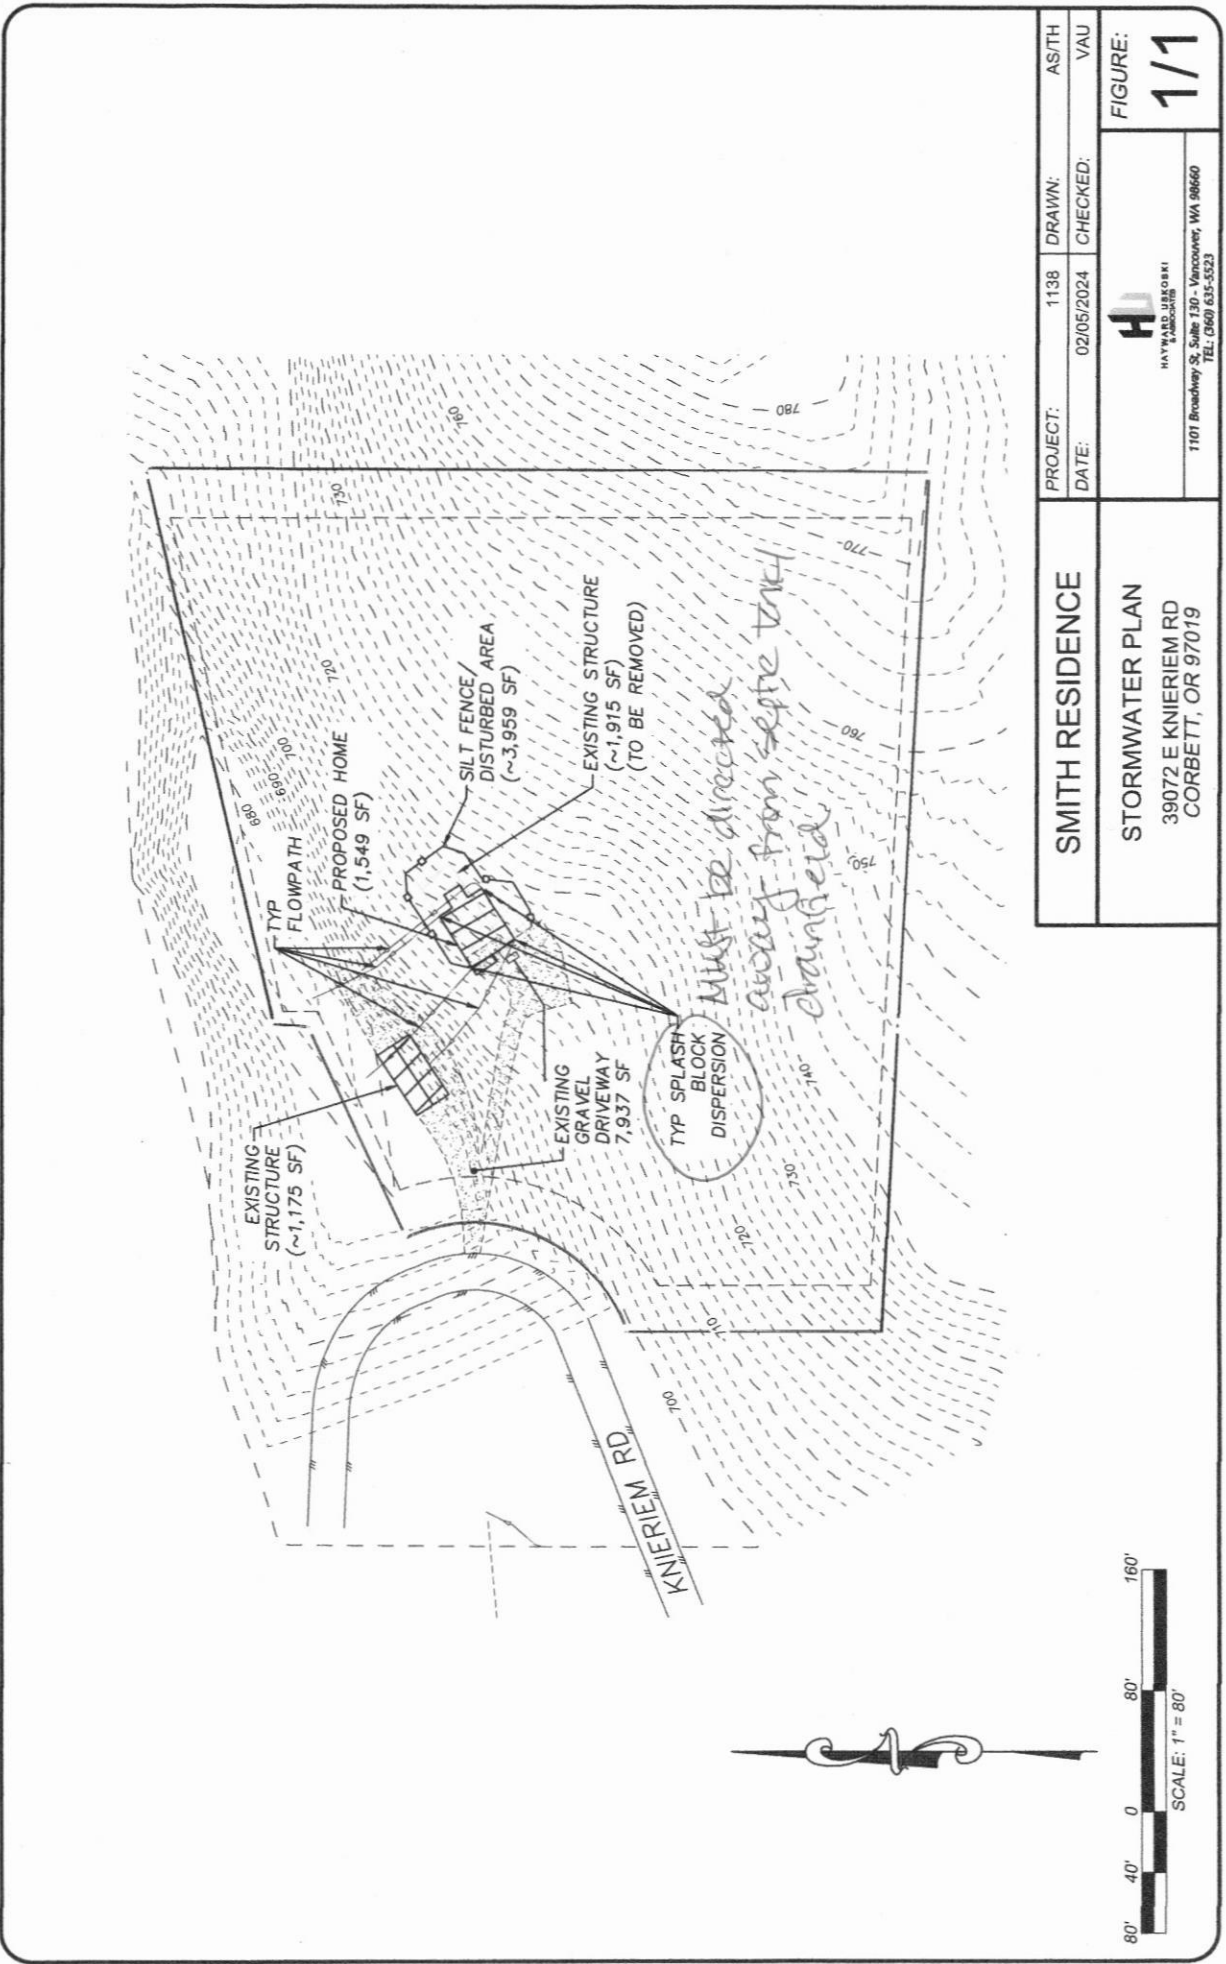 EXISTING
STRUCTURE
(~1,175 SF)
TYP
FLOWPATH
PROPOSED HOME
(1,549 SF)
SILT FENCE/
DISTURBED AREA
(~3,959 SF)
EXISTING STRUCTURE
(~1,915 SF)
(TO BE REMOVED)
EXISTING
GRAVEL
DRIVEWAY
7,937 SF
TYP SPLASH
BLOCK
DISPERSION
Must be directed
away from septic tank/
drainfield.
KNIERIEM RD
680
690
700
720
730
760
780
770
760
750
740
730
720
710
700
80'
40'
0
80'
160'
SCALE: 1" = 80'
SMITH RESIDENCE
STORMWATER PLAN
39072 E KNIERIEM RD
CORBETT, OR 97019
PROJECT: 1138 DRAWN: AS/TH
DATE: 02/05/2024 CHECKED: VAU
HU
HAYWARD USKOSKI
& ASSOCIATES
1101 Broadway St, Suite 130 - Vancouver, WA 98660
TEL: (360) 635-5523
FIGURE:
1/1